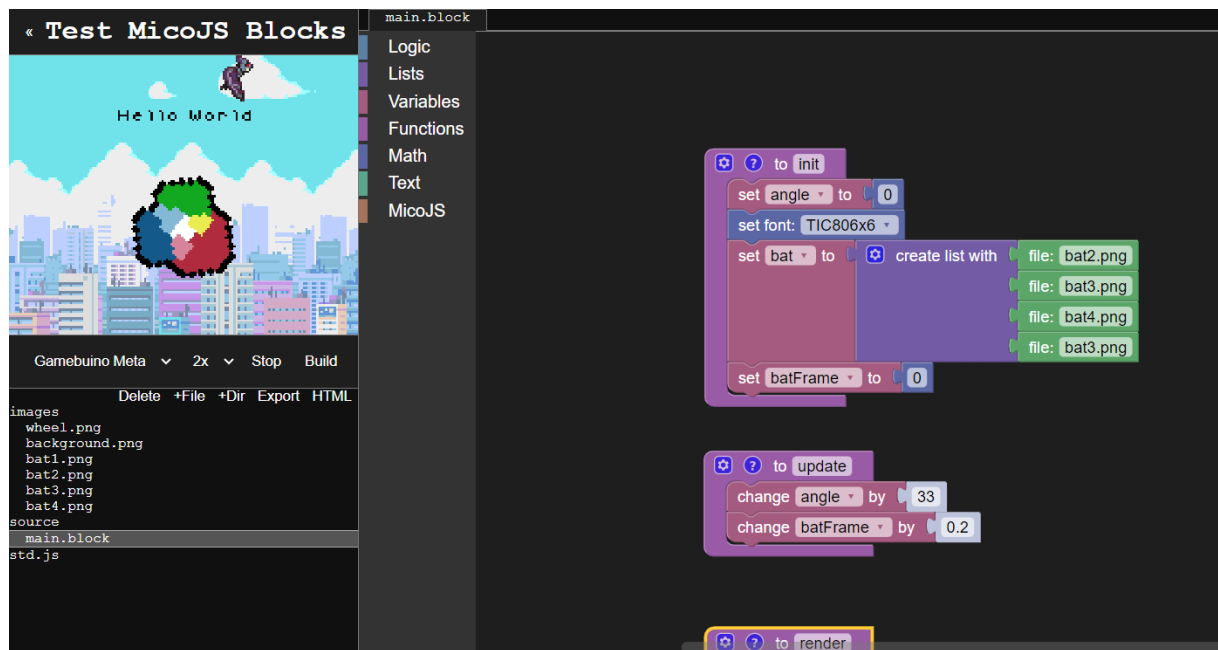 « Test MicoJS Blocks
Hello World
Gamebuino Meta 2x Stop Build
Delete +File +Dir Export HTML
images
wheel.png
background.png
bat1.png
bat2.png
bat3.png
bat4.png
source
main.block
std.js
main.block
Logic
Lists
Variables
Functions
Math
Text
MicoJS
? to init
set angle to 0
set font: TIC806x6
set bat to create list with file: bat2.png
file: bat3.png
file: bat4.png
file: bat3.png
set batFrame to 0
? to update
change angle by 33
change batFrame by 0.2
? to render